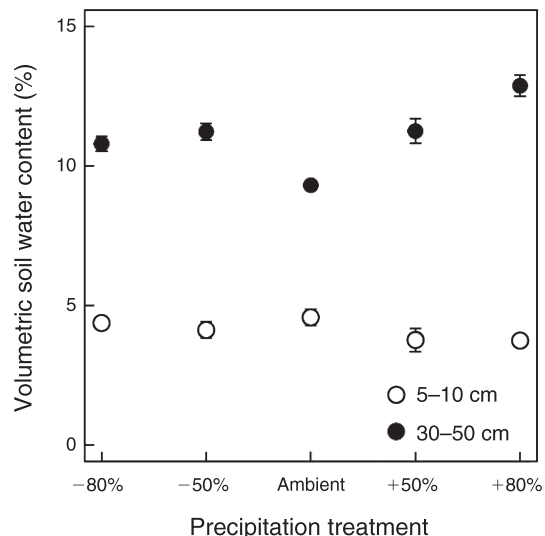 Volumetric soil water content (%)
15
10
5
0
5–10 cm
30–50 cm
−80%
−50%
Ambient
+50%
+80%
Precipitation treatment